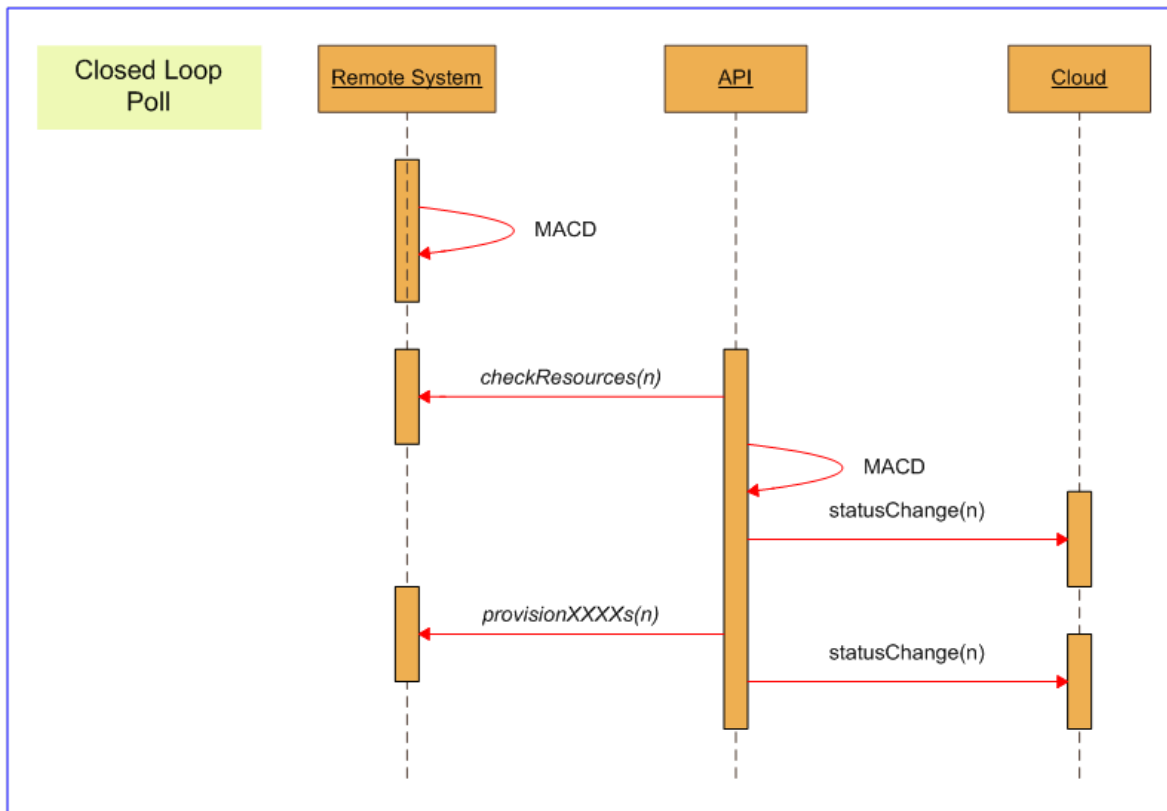 Closed Loop
Poll
Remote System
API
Cloud
MACD
checkResources(n)
MACD
statusChange(n)
provisionXXXXs(n)
statusChange(n)